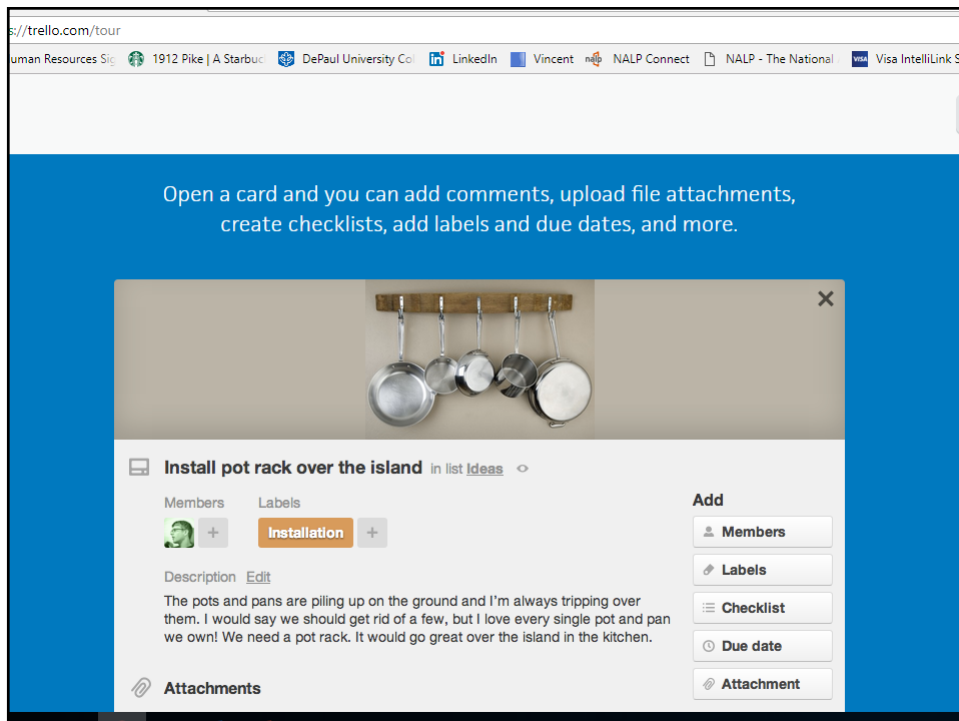 s://trello.com/tour
uman Resources Sig 1912 Pike | A Starbuc DePaul University Col LinkedIn Vincent nalp NALP Connect NALP - The National VISA Visa IntelliLink S
Open a card and you can add comments, upload file attachments,
create checklists, add labels and due dates, and more.
Install pot rack over the island in list Ideas
Members Labels
Installation
Description Edit
The pots and pans are piling up on the ground and I'm always tripping over
them. I would say we should get rid of a few, but I love every single pot and pan
we own! We need a pot rack. It would go great over the island in the kitchen.
Attachments
Add
Members
Labels
Checklist
Due date
Attachment